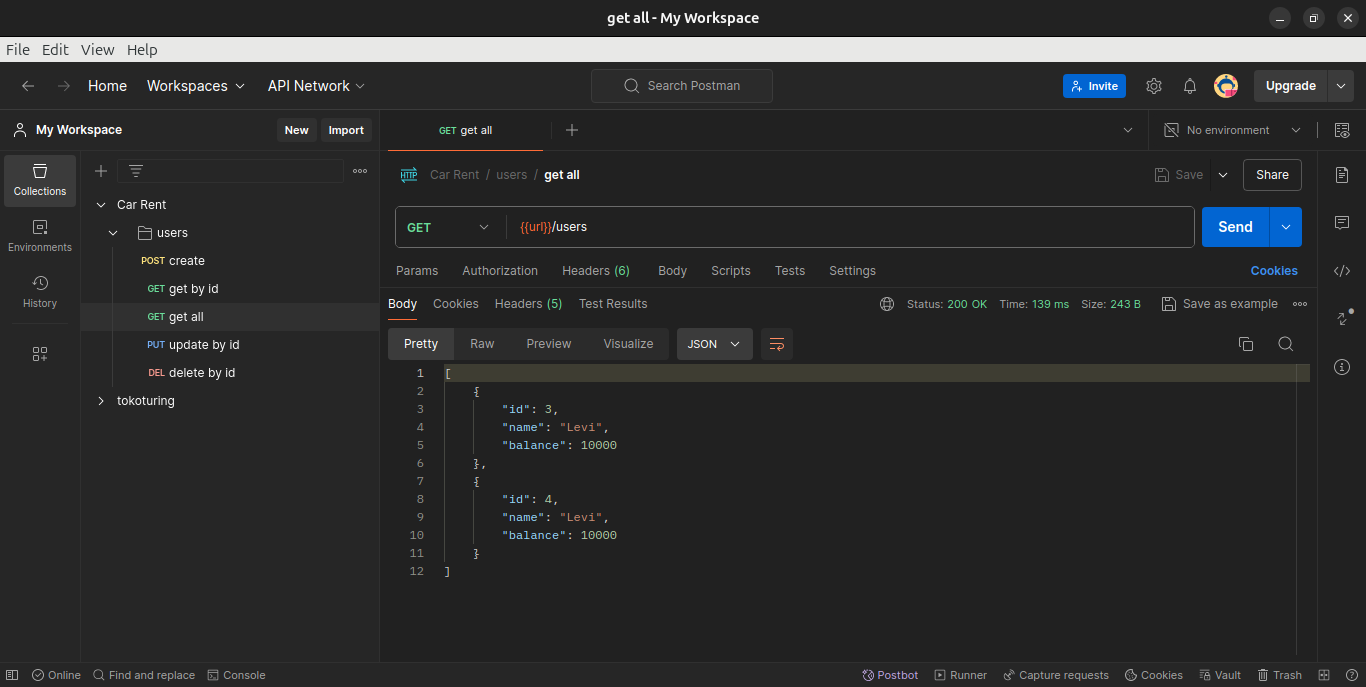 get all - My Workspace
File Edit View Help
Home Workspaces API Network Search Postman Invite Upgrade
My Workspace New Import
GET get all No environment
Collections
Environments
History
Car Rent
users
POST create
GET get by id
GET get all
PUT update by id
DEL delete by id
tokoturing
HTTP Car Rent / users / get all Save Share
GET {{url}}/users Send
Params Authorization Headers (6) Body Scripts Tests Settings Cookies
Body Cookies Headers (5) Test Results Status: 200 OK Time: 139 ms Size: 243 B Save as example
Pretty Raw Preview Visualize JSON
1 [
2 {
3 "id": 3,
4 "name": "Levi",
5 "balance": 10000
6 },
7 {
8 "id": 4,
9 "name": "Levi",
10 "balance": 10000
11 }
12 ]
Online Find and replace Console Postbot Runner Capture requests Cookies Vault Trash